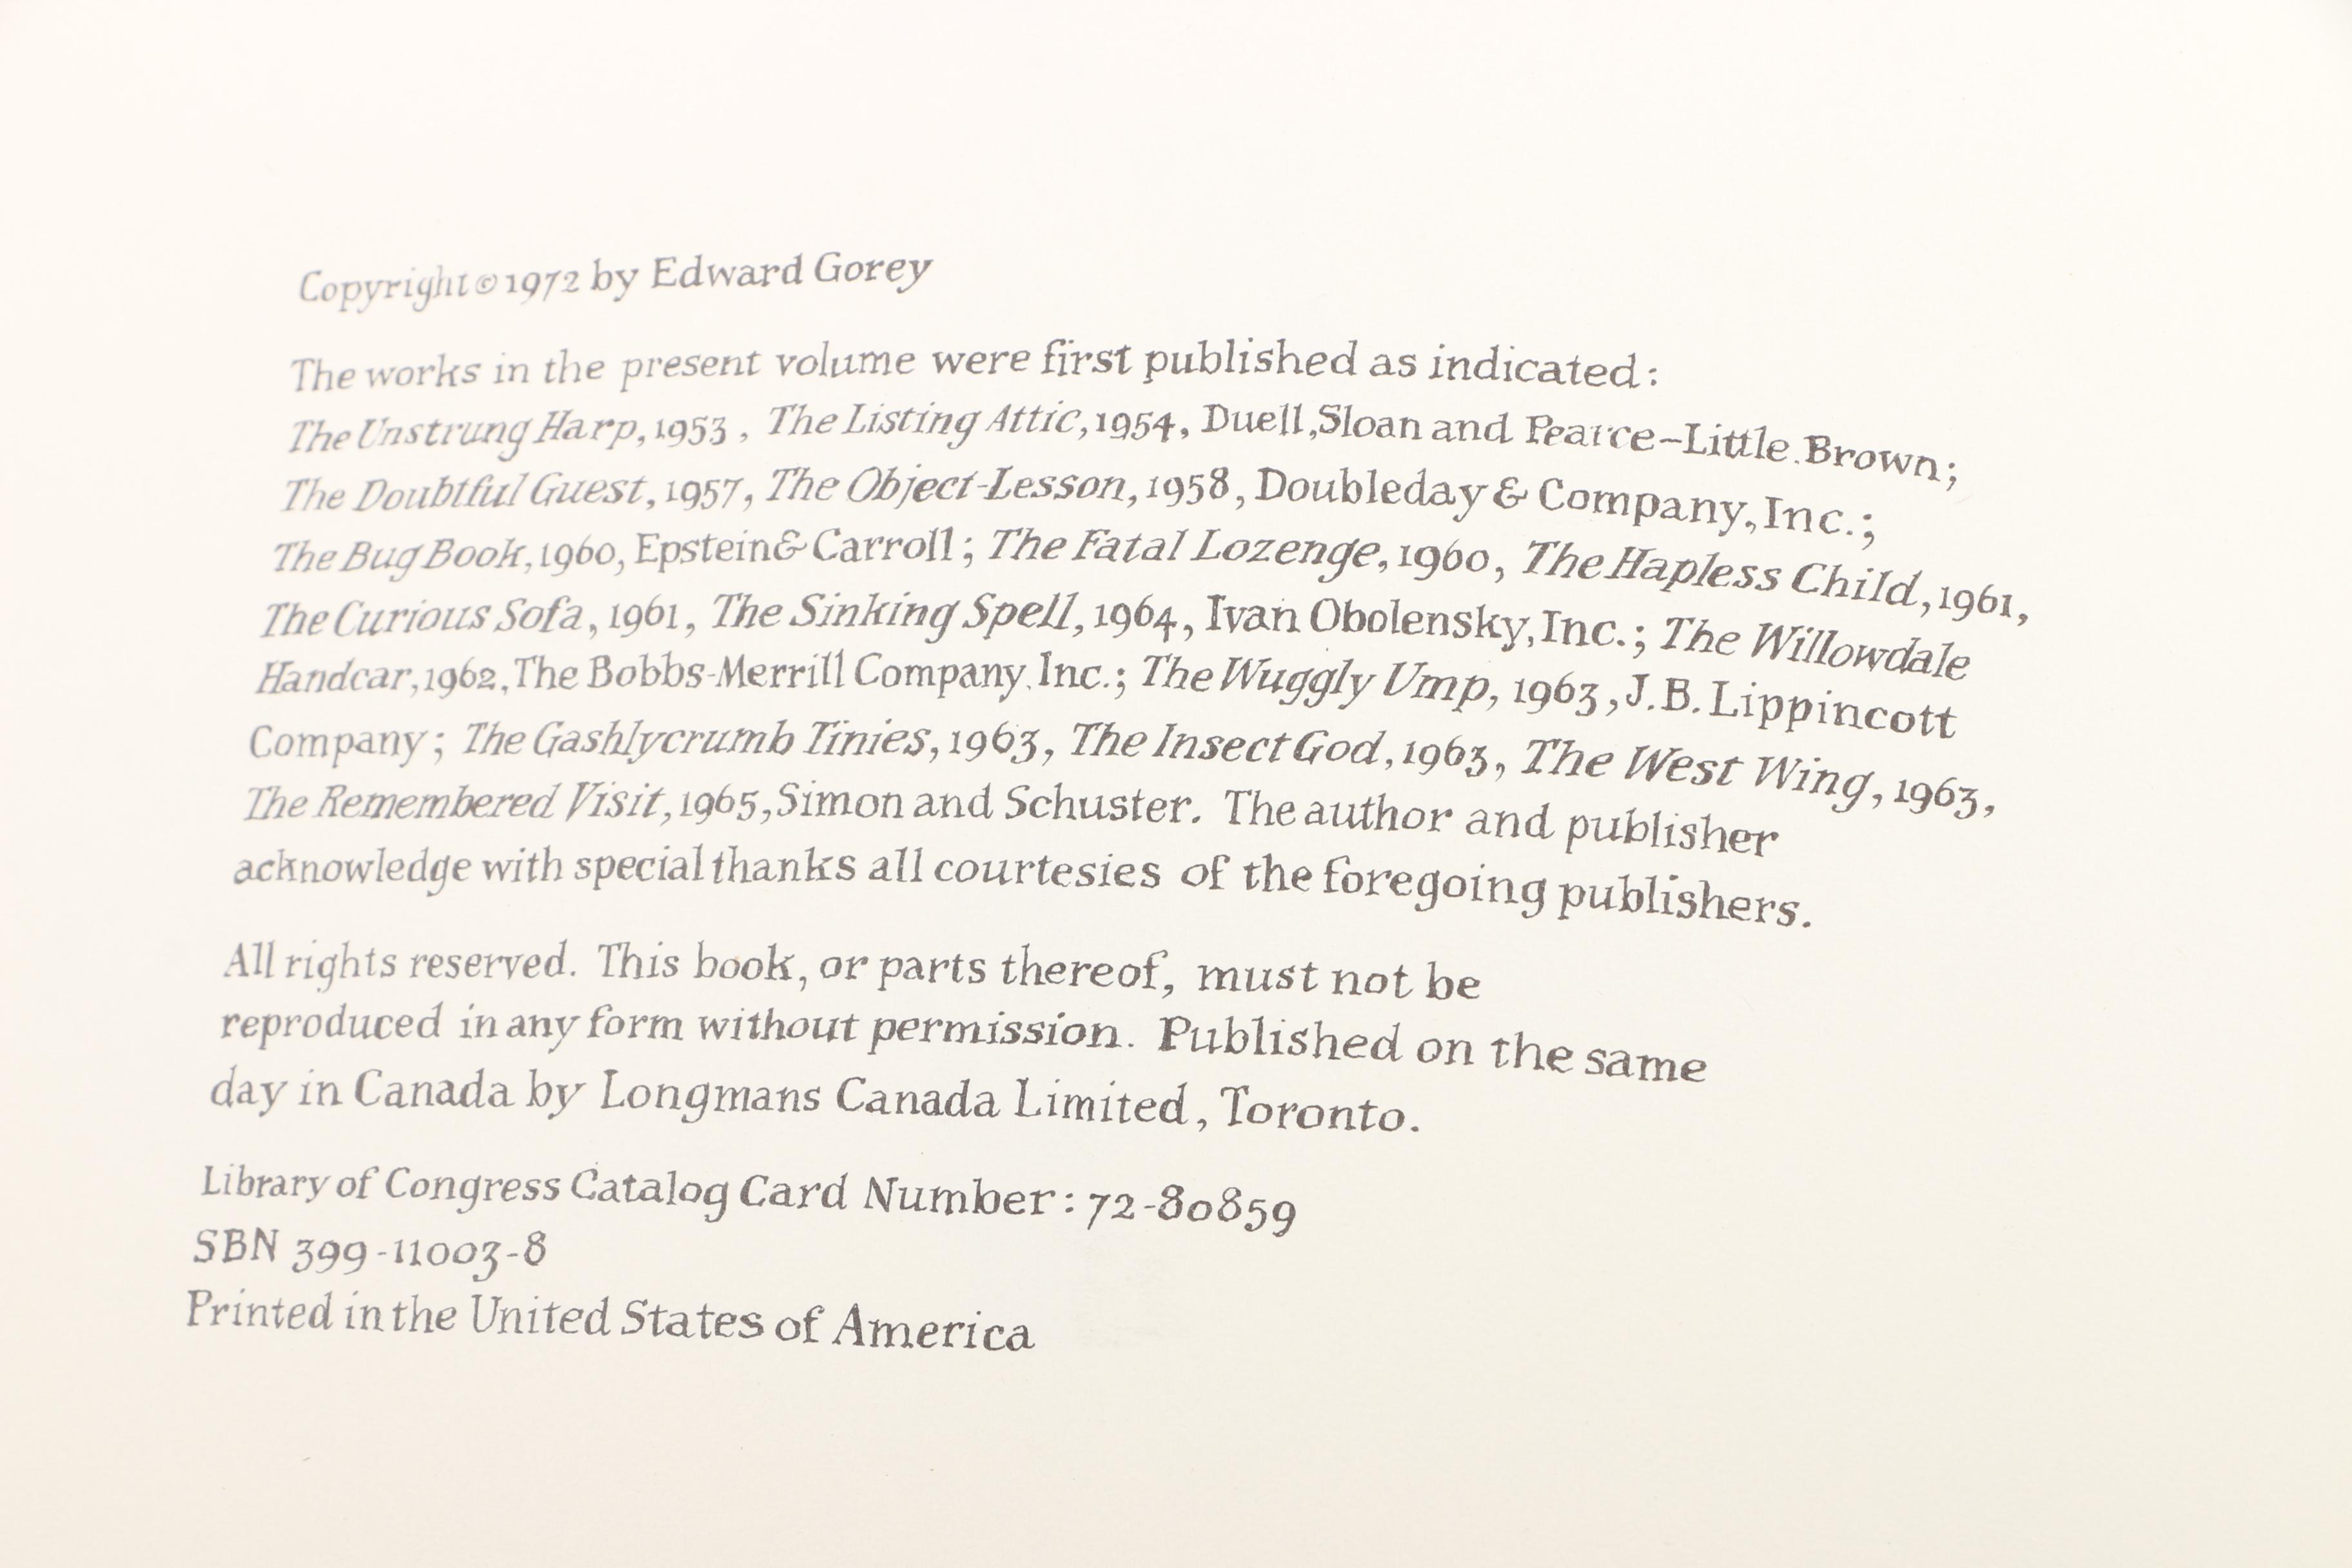 Copyright © 1972 by Edward Gorey
The works in the present volume were first published as indicated:
The Unstrung Harp, 1953, The Listing Attic, 1954, Duell, Sloan and Pearce–Little.Brown;
The Doubtful Guest, 1957, The Object-Lesson, 1958, Doubleday & Company, Inc.;
The Bug Book, 1960, Epstein & Carroll; The Fatal Lozenge, 1960, The Hapless Child, 1961,
The Curious Sofa, 1961, The Sinking Spell, 1964, Ivan Obolensky, Inc.; The Willowdale
Handcar, 1962, The Bobbs-Merrill Company. Inc.; The Wuggly Ump, 1963, J. B. Lippincott
Company; The Gashlycrumb Tinies, 1963, The Insect God, 1963, The West Wing, 1963,
The Remembered Visit, 1965, Simon and Schuster. The author and publisher
acknowledge with special thanks all courtesies of the foregoing publishers.
All rights reserved. This book, or parts thereof, must not be
reproduced in any form without permission. Published on the same
day in Canada by Longmans Canada Limited, Toronto.
Library of Congress Catalog Card Number: 72-80859
SBN 399-11003-8
Printed in the United States of America